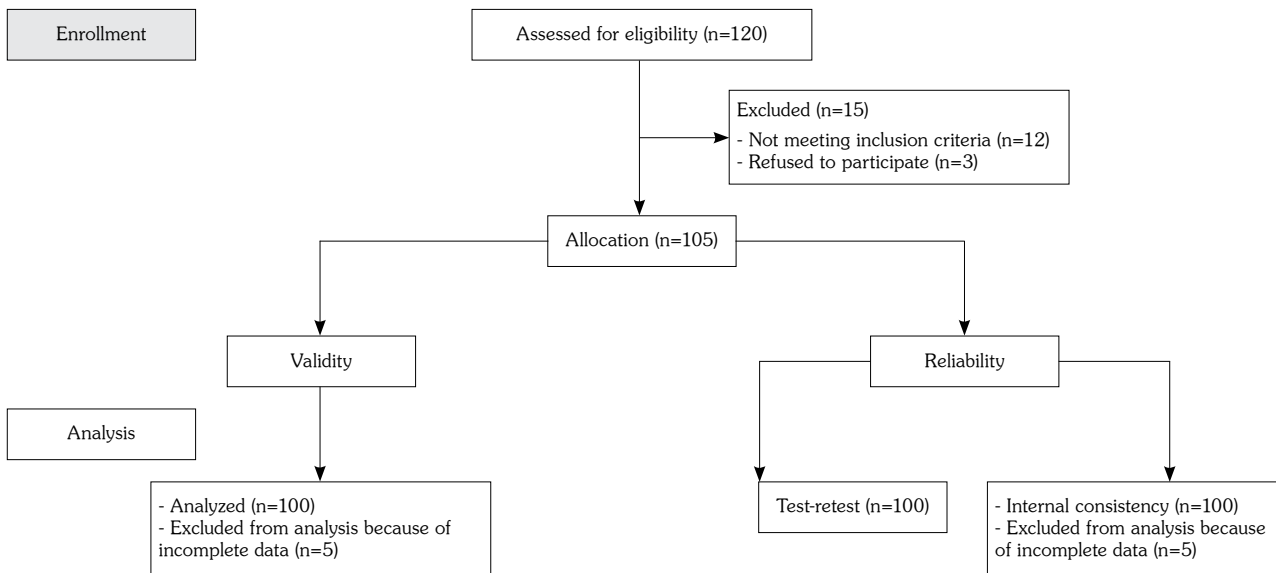 Enrollment
Assessed for eligibility (n=120)
Excluded (n=15)
- Not meeting inclusion criteria (n=12)
- Refused to participate (n=3)
Allocation (n=105)
Validity
Reliability
Analysis
- Analyzed (n=100)
- Excluded from analysis because of
incomplete data (n=5)
Test-retest (n=100)
- Internal consistency (n=100)
- Excluded from analysis because
of incomplete data (n=5)